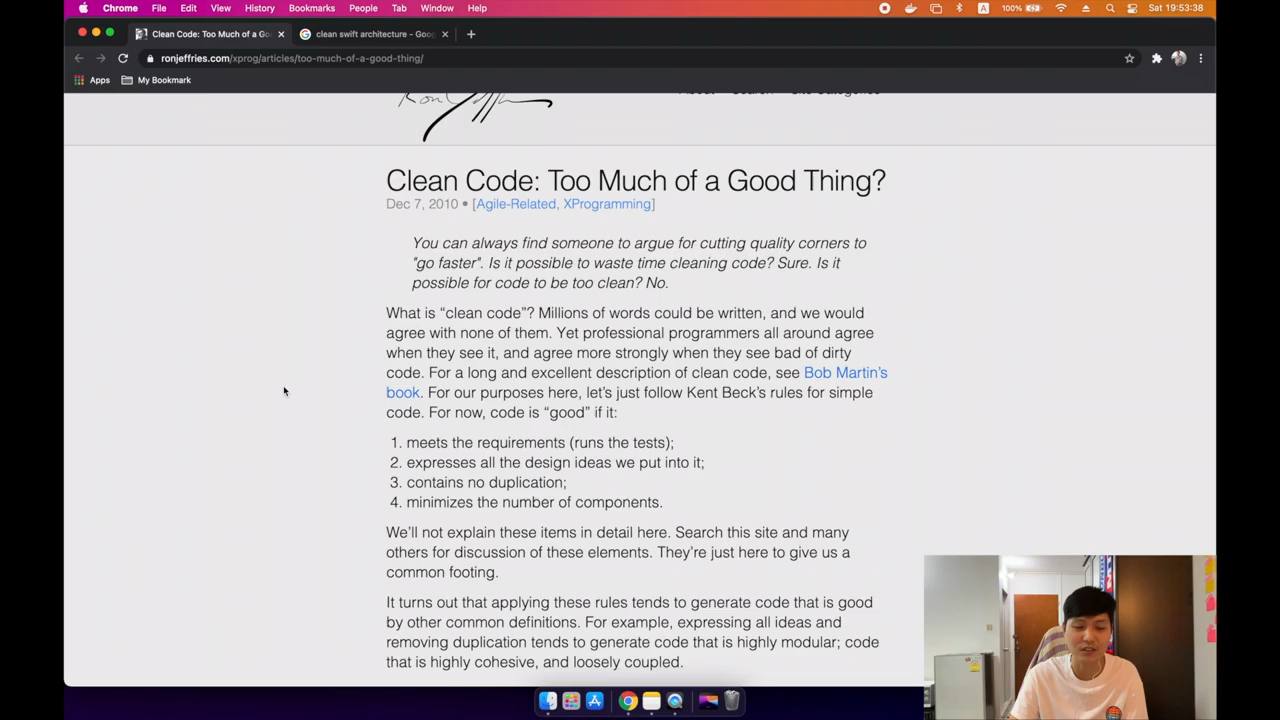 Chrome File Edit View History Bookmarks People Tab Window Help A 100% Sat 19:53:38
Clean Code: Too Much of a Go clean swift architecture - Goo
ronjeffries.com/xprog/articles/too-much-of-a-good-thing/
Apps My Bookmark
Clean Code: Too Much of a Good Thing?
Dec 7, 2010 • [Agile-Related, XProgramming]
You can always find someone to argue for cutting quality corners to
"go faster". Is it possible to waste time cleaning code? Sure. Is it
possible for code to be too clean? No.
What is “clean code”? Millions of words could be written, and we would
agree with none of them. Yet professional programmers all around agree
when they see it, and agree more strongly when they see bad of dirty
code. For a long and excellent description of clean code, see Bob Martin’s
book. For our purposes here, let’s just follow Kent Beck’s rules for simple
code. For now, code is “good” if it:
1. meets the requirements (runs the tests);
2. expresses all the design ideas we put into it;
3. contains no duplication;
4. minimizes the number of components.
We’ll not explain these items in detail here. Search this site and many
others for discussion of these elements. They’re just here to give us a
common footing.
It turns out that applying these rules tends to generate code that is good
by other common definitions. For example, expressing all ideas and
removing duplication tends to generate code that is highly modular; code
that is highly cohesive, and loosely coupled.